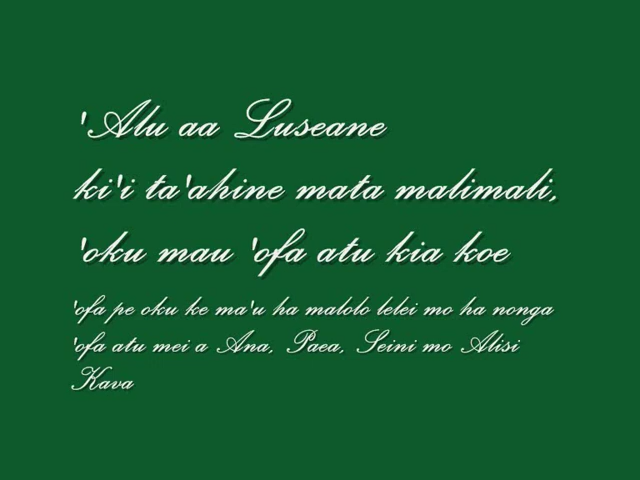 'Alu aa Luseane
ki'i ta'ahine mata malimali,
'oku mau 'ofa atu kia koe
'ofa pe oku ke ma'u ha malolo lelei mo ha nonga
'ofa atu mei a Ana, Paea, Seini mo Alisi
Kava